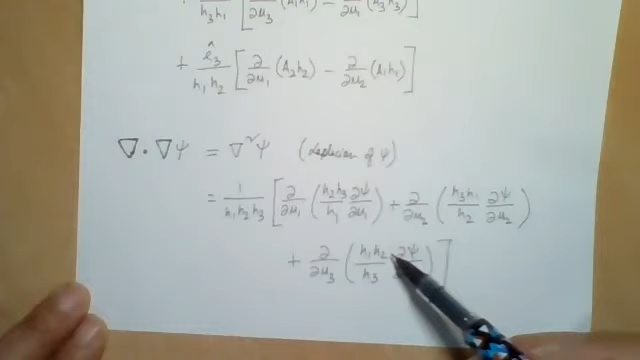 h₃h₁ [ ∂/∂u₃ (A₁h₁) − ∂/∂u₁ (A₃h₃) ]
+ ê₃/h₁h₂ [ ∂/∂u₁ (A₂h₂) − ∂/∂u₂ (A₁h₁) ]
∇ · ∇ψ = ∇²ψ (Laplacian of ψ)
= 1/h₁h₂h₃ [ ∂/∂u₁ ( h₂h₃/h₁ ∂ψ/∂u₁ ) + ∂/∂u₂ ( h₃h₁/h₂ ∂ψ/∂u₂ )
+ ∂/∂u₃ ( h₁h₂/h₃ ∂ψ ) ]